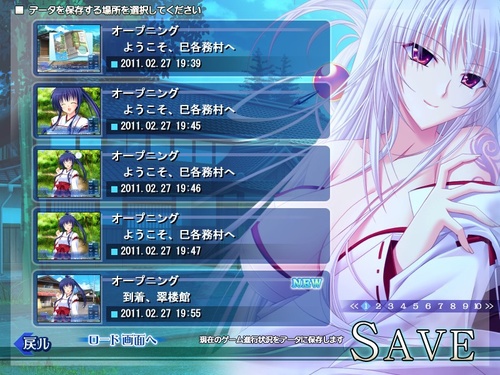 ■ データを保存する場所を選択してください
オープニング
ようこそ、巳各務村へ
2011.02.27 19:39
オープニング
ようこそ、巳各務村へ
2011.02.27 19:45
オープニング
ようこそ、巳各務村へ
2011.02.27 19:46
オープニング
ようこそ、巳各務村へ
2011.02.27 19:47
オープニング
NEW
到着、翠楼館
2011.02.27 19:55
≪ 1 2 3 4 5 6 7 8 9 10 ≫
戻ル
ロード画面へ
現在のゲーム進行状況をデータに保存します
SAVE